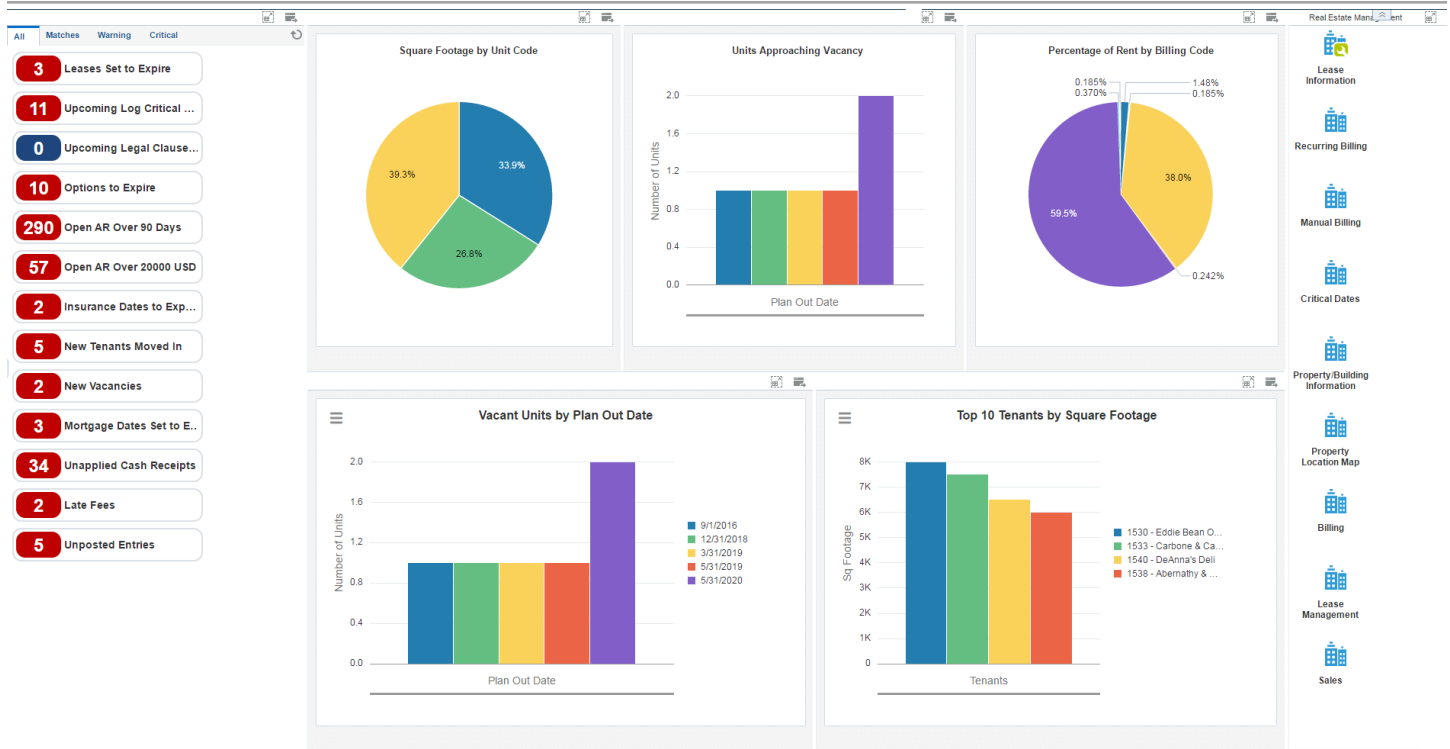 All Matches Warning Critical
3 Leases Set to Expire
11 Upcoming Log Critical ...
0 Upcoming Legal Clause...
10 Options to Expire
290 Open AR Over 90 Days
57 Open AR Over 20000 USD
2 Insurance Dates to Exp...
5 New Tenants Moved In
2 New Vacancies
3 Mortgage Dates Set to E..
34 Unapplied Cash Receipts
2 Late Fees
5 Unposted Entries
Square Footage by Unit Code
33.9%
39.3%
26.8%
Units Approaching Vacancy
Number of Units
2.0
1.6
1.2
0.8
0.4
0.0
Plan Out Date
Percentage of Rent by Billing Code
0.185%
0.370%
1.48%
0.185%
38.0%
59.5%
0.242%
Vacant Units by Plan Out Date
Number of Units
2.0
1.6
1.2
0.8
0.4
0.0
Plan Out Date
9/1/2016
12/31/2018
3/31/2019
5/31/2019
5/31/2020
Top 10 Tenants by Square Footage
Sq Footage
8K
7K
6K
5K
4K
3K
2K
1K
0
Tenants
1530 - Eddie Bean O...
1533 - Carbone & Ca...
1540 - DeAnna's Deli
1538 - Abernathy & ...
Real Estate
Lease
Information
Recurring Billing
Manual Billing
Critical Dates
Property/Building
Information
Property
Location Map
Billing
Lease
Management
Sales